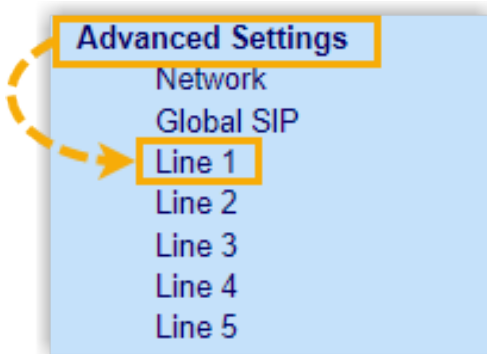 Advanced Settings
Network
Global SIP
Line 1
Line 2
Line 3
Line 4
Line 5